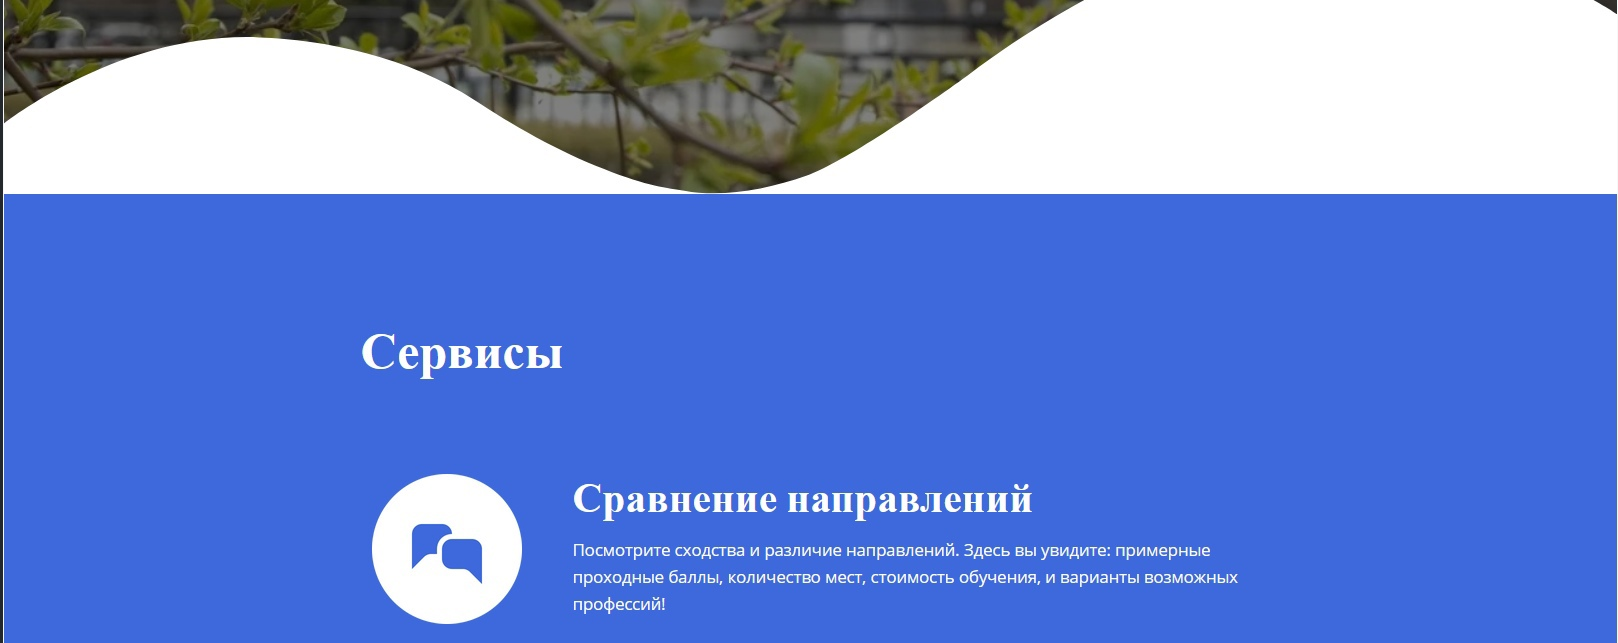 Сервисы
Сравнение направлений
Посмотрите сходства и различие направлений. Здесь вы увидите: примерные
проходные баллы, количество мест, стоимость обучения, и варианты возможных
профессий!